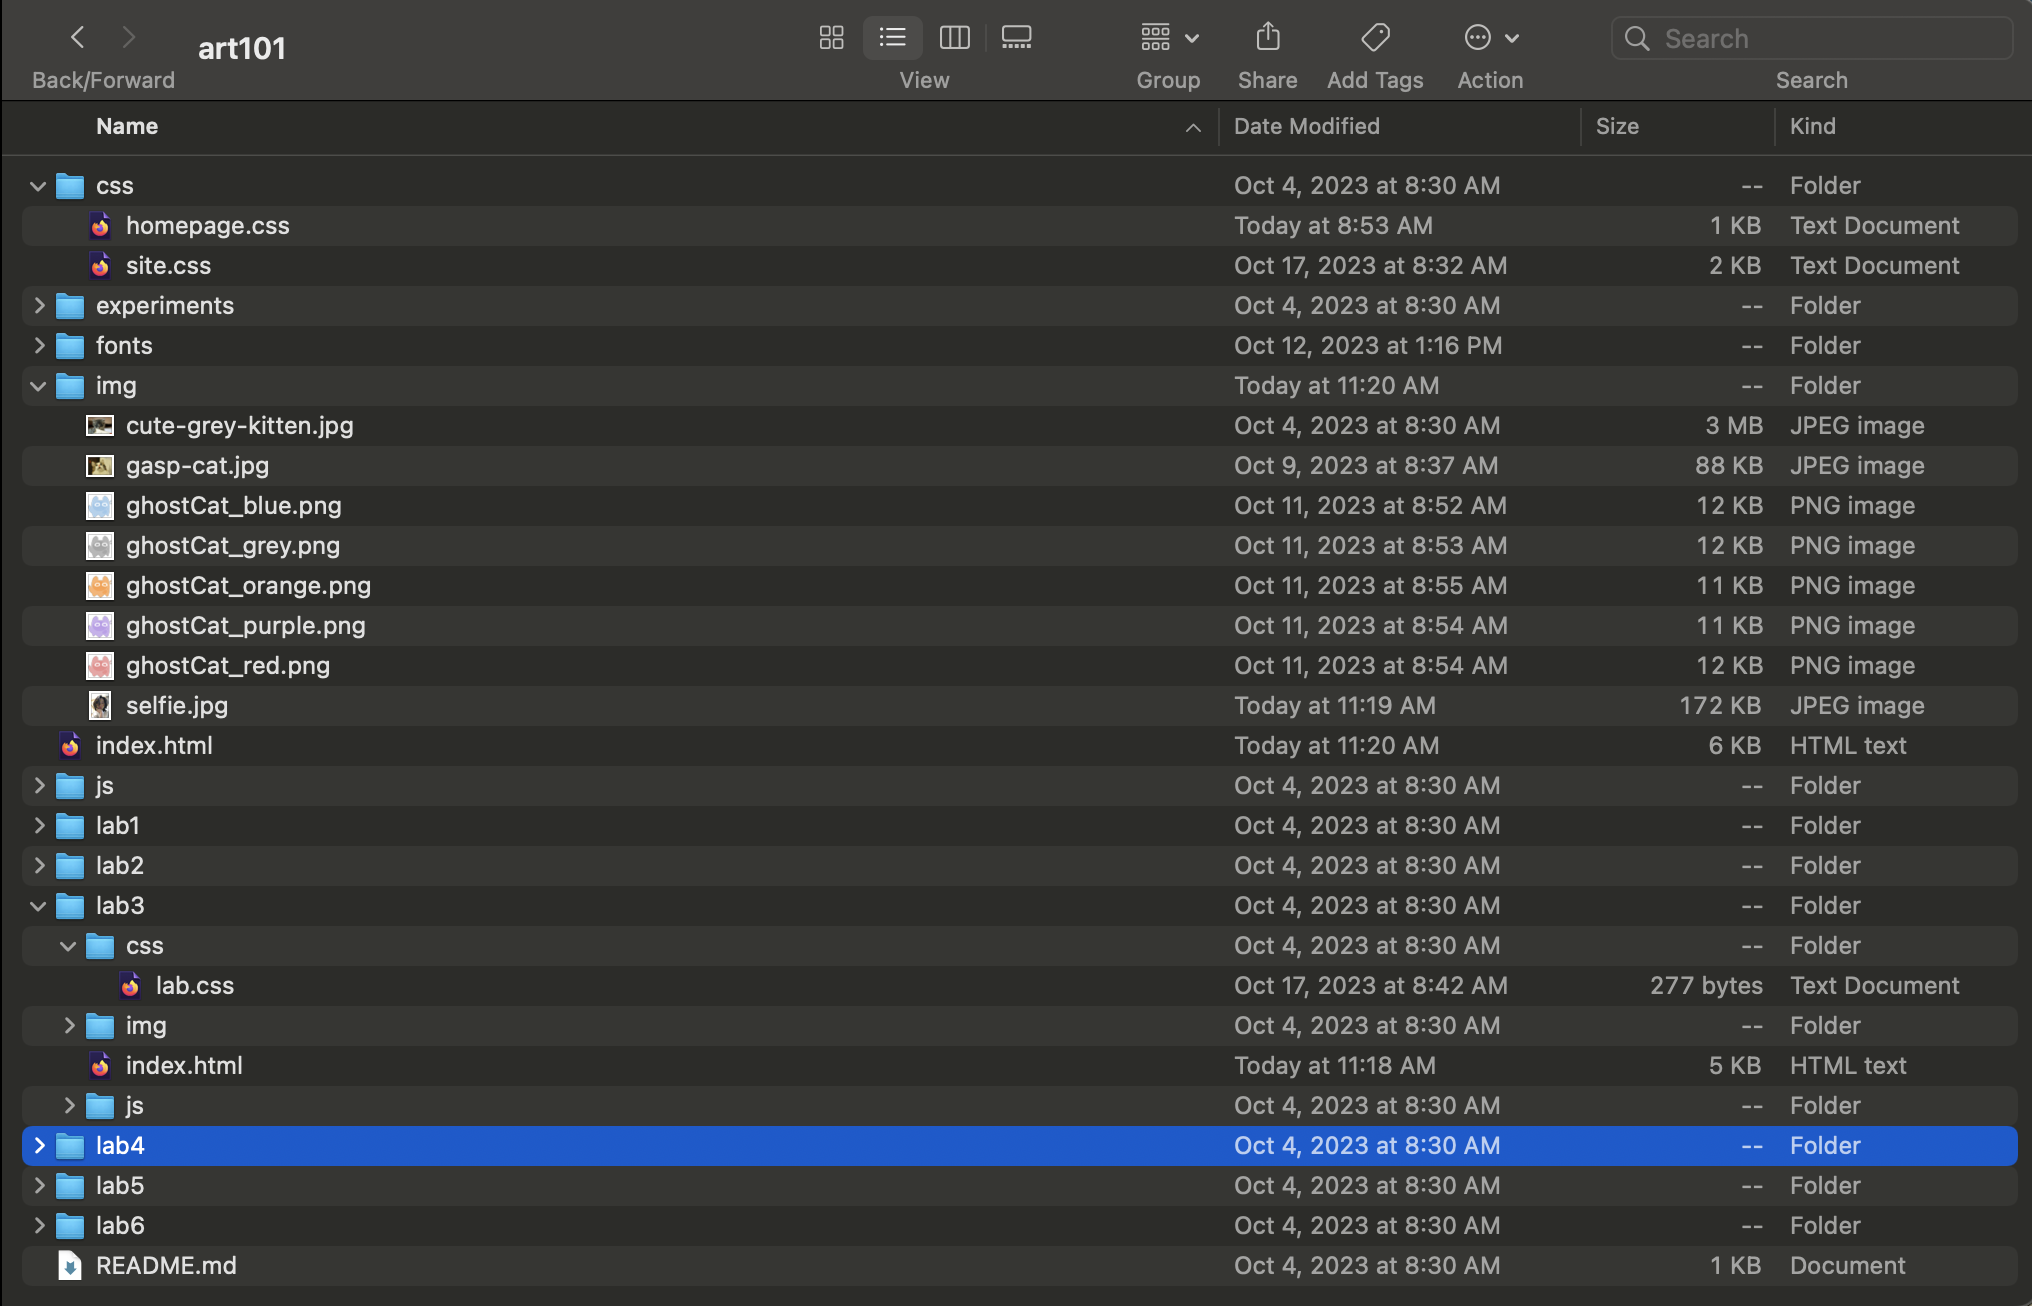 art101
Back/Forward View Group Share Add Tags Action Search
Search
Name Date Modified Size Kind
css Oct 4, 2023 at 8:30 AM -- Folder
homepage.css Today at 8:53 AM 1 KB Text Document
site.css Oct 17, 2023 at 8:32 AM 2 KB Text Document
experiments Oct 4, 2023 at 8:30 AM -- Folder
fonts Oct 12, 2023 at 1:16 PM -- Folder
img Today at 11:20 AM -- Folder
cute-grey-kitten.jpg Oct 4, 2023 at 8:30 AM 3 MB JPEG image
gasp-cat.jpg Oct 9, 2023 at 8:37 AM 88 KB JPEG image
ghostCat_blue.png Oct 11, 2023 at 8:52 AM 12 KB PNG image
ghostCat_grey.png Oct 11, 2023 at 8:53 AM 12 KB PNG image
ghostCat_orange.png Oct 11, 2023 at 8:55 AM 11 KB PNG image
ghostCat_purple.png Oct 11, 2023 at 8:54 AM 11 KB PNG image
ghostCat_red.png Oct 11, 2023 at 8:54 AM 12 KB PNG image
selfie.jpg Today at 11:19 AM 172 KB JPEG image
index.html Today at 11:20 AM 6 KB HTML text
js Oct 4, 2023 at 8:30 AM -- Folder
lab1 Oct 4, 2023 at 8:30 AM -- Folder
lab2 Oct 4, 2023 at 8:30 AM -- Folder
lab3 Oct 4, 2023 at 8:30 AM -- Folder
css Oct 4, 2023 at 8:30 AM -- Folder
lab.css Oct 17, 2023 at 8:42 AM 277 bytes Text Document
img Oct 4, 2023 at 8:30 AM -- Folder
index.html Today at 11:18 AM 5 KB HTML text
js Oct 4, 2023 at 8:30 AM -- Folder
lab4 Oct 4, 2023 at 8:30 AM -- Folder
lab5 Oct 4, 2023 at 8:30 AM -- Folder
lab6 Oct 4, 2023 at 8:30 AM -- Folder
README.md Oct 4, 2023 at 8:30 AM 1 KB Document